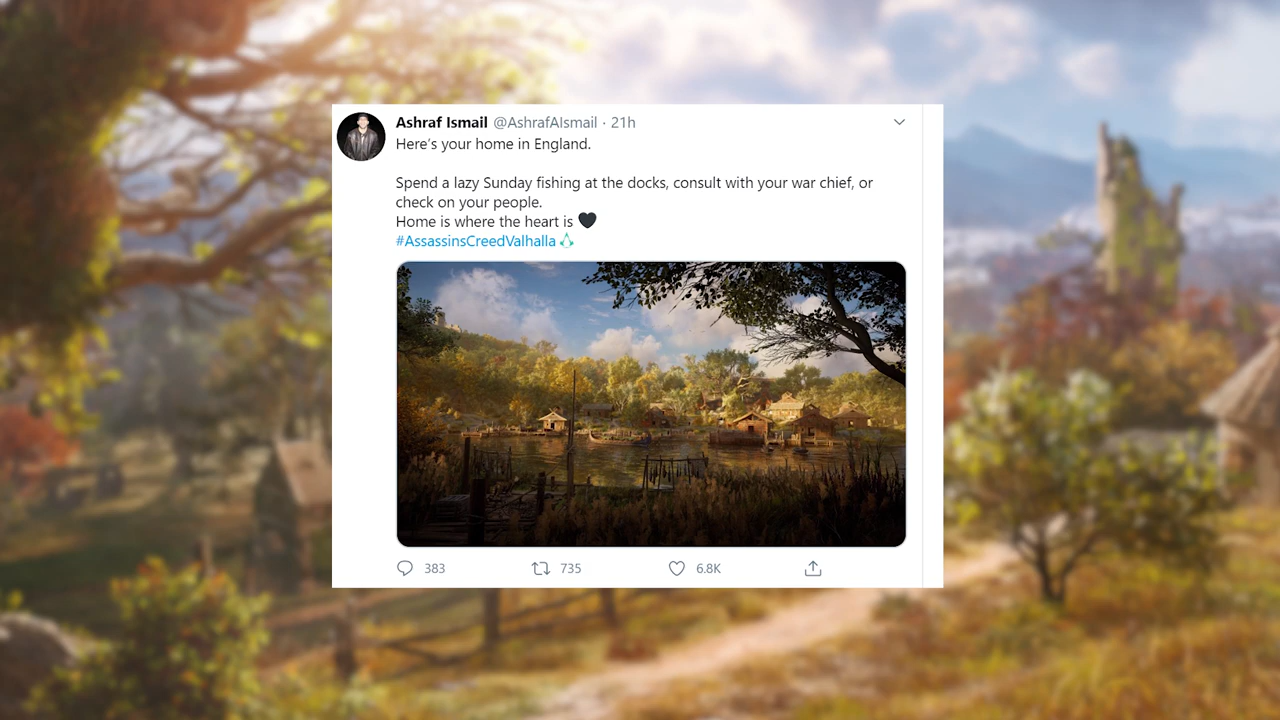 Ashraf Ismail @AshrafAIsmail · 21h
Here's your home in England.
Spend a lazy Sunday fishing at the docks, consult with your war chief, or
check on your people.
Home is where the heart is 🖤
#AssassinsCreedValhalla
383 735 6.8K